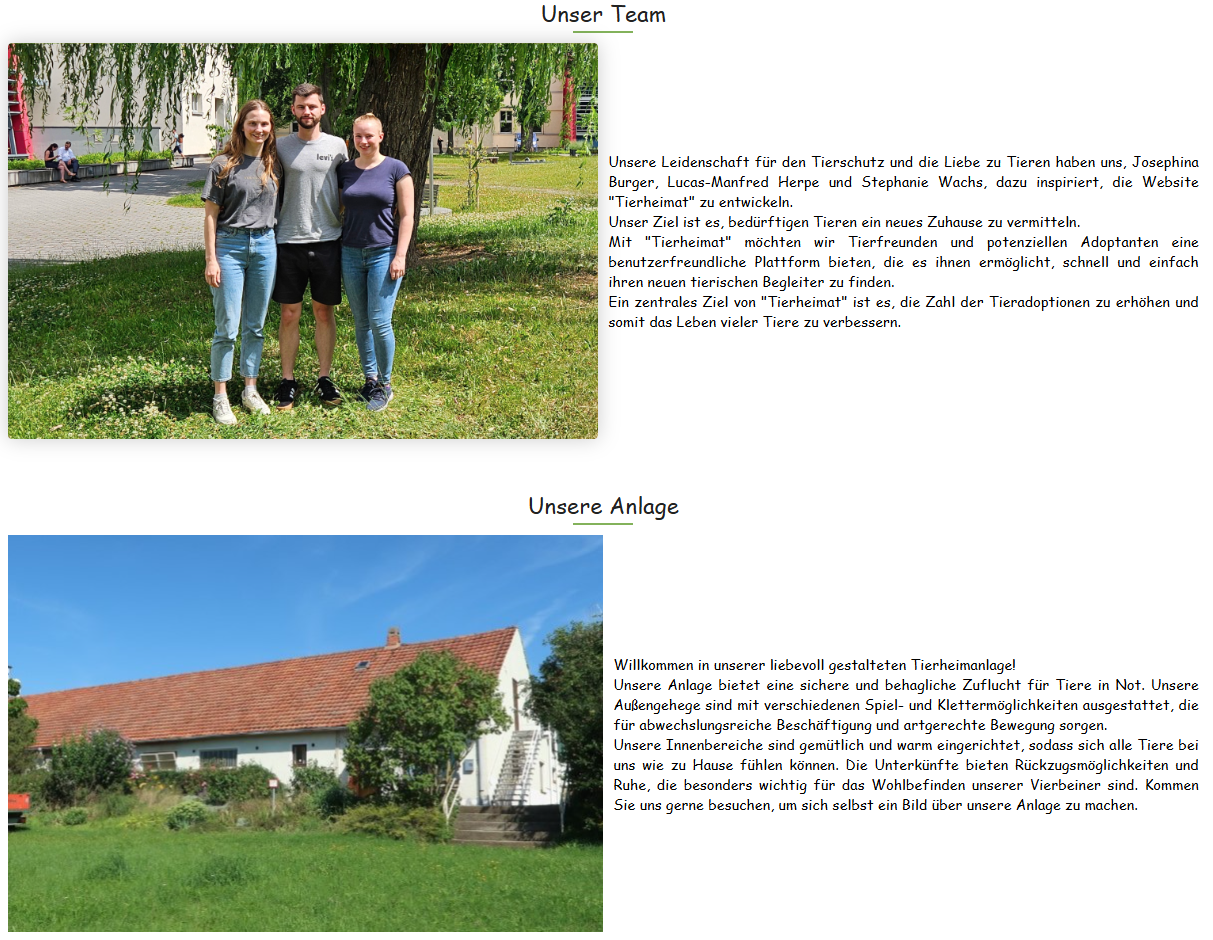 Unser Team
levi's
Unsere Leidenschaft für den Tierschutz und die Liebe zu Tieren haben uns, Josephina
Burger, Lucas-Manfred Herpe und Stephanie Wachs, dazu inspiriert, die Website
"Tierheimat" zu entwickeln.
Unser Ziel ist es, bedürftigen Tieren ein neues Zuhause zu vermitteln.
Mit "Tierheimat" möchten wir Tierfreunden und potenziellen Adoptanten eine
benutzerfreundliche Plattform bieten, die es ihnen ermöglicht, schnell und einfach
ihren neuen tierischen Begleiter zu finden.
Ein zentrales Ziel von "Tierheimat" ist es, die Zahl der Tieradoptionen zu erhöhen und
somit das Leben vieler Tiere zu verbessern.
Unsere Anlage
Willkommen in unserer liebevoll gestalteten Tierheimanlage!
Unsere Anlage bietet eine sichere und behagliche Zuflucht für Tiere in Not. Unsere
Außengehege sind mit verschiedenen Spiel- und Klettermöglichkeiten ausgestattet, die
für abwechslungsreiche Beschäftigung und artgerechte Bewegung sorgen.
Unsere Innenbereiche sind gemütlich und warm eingerichtet, sodass sich alle Tiere bei
uns wie zu Hause fühlen können. Die Unterkünfte bieten Rückzugsmöglichkeiten und
Ruhe, die besonders wichtig für das Wohlbefinden unserer Vierbeiner sind. Kommen
Sie uns gerne besuchen, um sich selbst ein Bild über unsere Anlage zu machen.